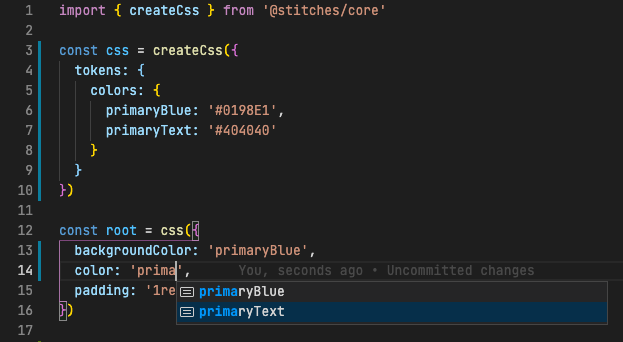 1 import { createCss } from '@stitches/core'
2
3 const css = createCss({
4 tokens: {
5 colors: {
6 primaryBlue: '#0198E1',
7 primaryText: '#404040'
8 }
9 }
10 })
11
12 const root = css({
13 backgroundColor: 'primaryBlue',
14 color: 'prima', You, seconds ago • Uncommitted changes
15 padding: '1re
primaryBlue
16 })
primaryText
17